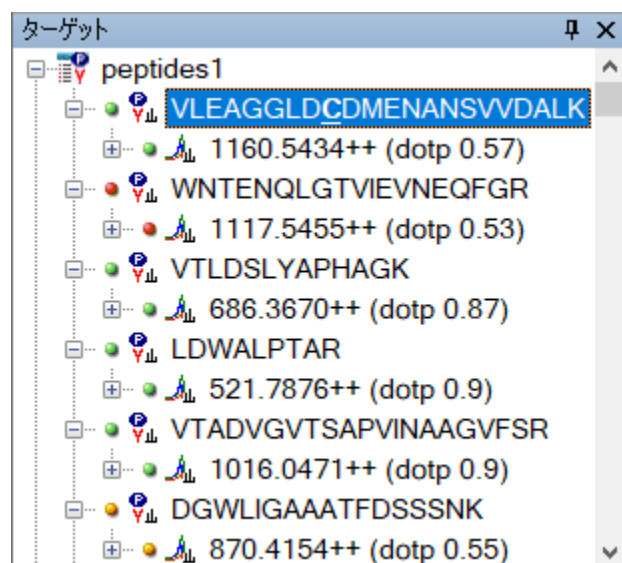 ターゲット
peptides1
VLEAGGLDCDMENANSVVDALK
1160.5434++ (dotp 0.57)
WNTENQLGTVIEVNEQFGR
1117.5455++ (dotp 0.53)
VTLDSLYAPHAGK
686.3670++ (dotp 0.87)
LDWALPTAR
521.7876++ (dotp 0.9)
VTADVGVTSAPVINAAGVFSR
1016.0471++ (dotp 0.9)
DGWLIGAAATFDSSSNK
870.4154++ (dotp 0.55)